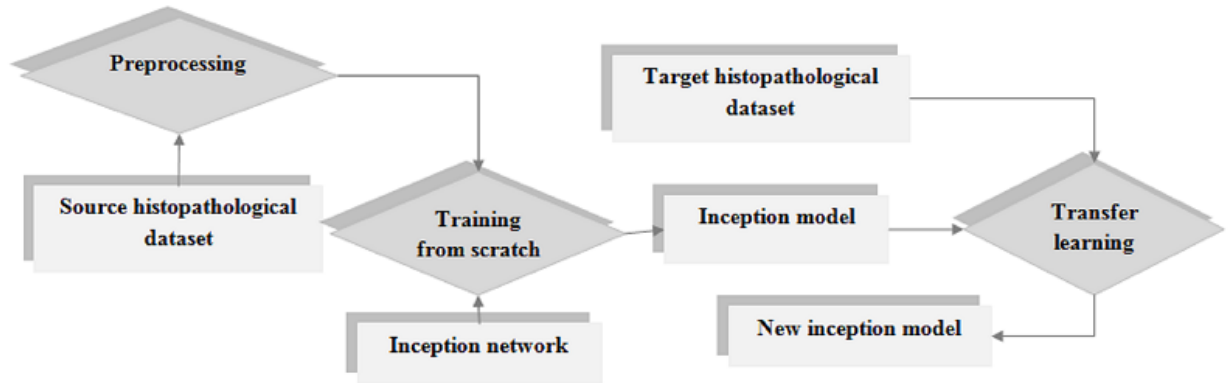 Preprocessing
Target histopathological
dataset
Source histopathological
dataset
Training
from scratch
Inception model
Transfer
learning
Inception network
New inception model